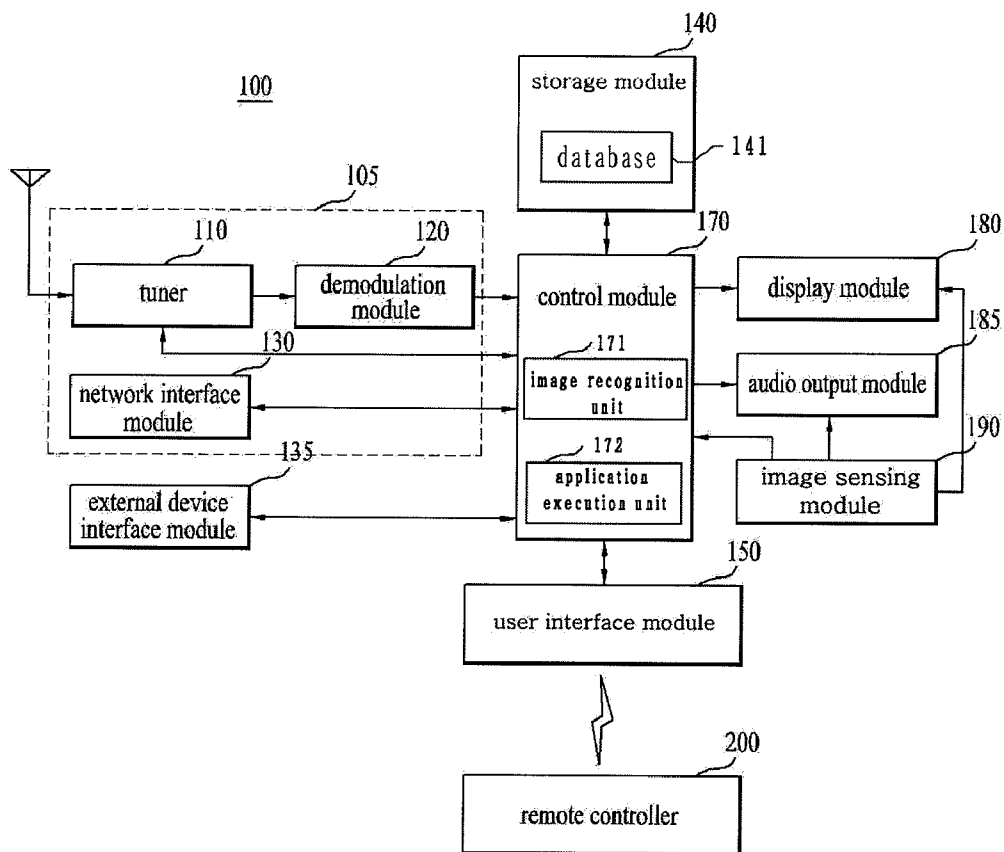 100
140
storage module
database
141
105
110
tuner
120
demodulation
module
170
control module
180
display module
130
network interface
module
171
image recognition
unit
185
audio output module
135
external device
interface module
172
application
execution unit
190
image sensing
module
150
user interface module
200
remote controller